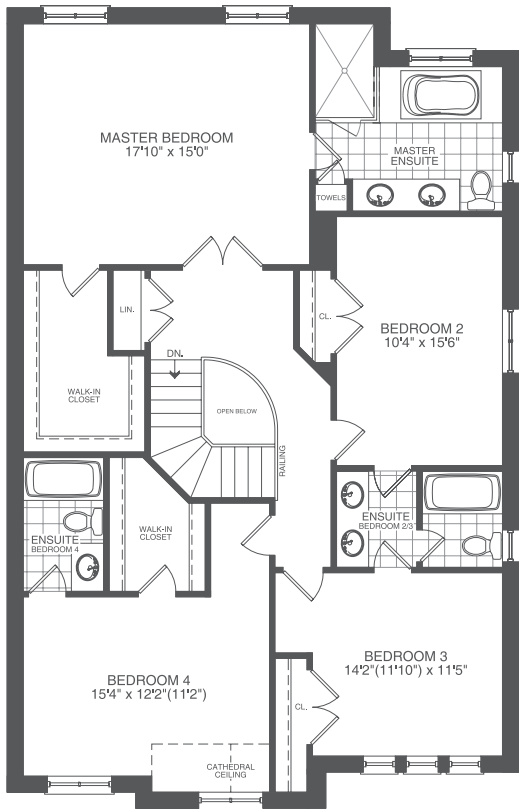 MASTER BEDROOM
17'10" x 15'0"
MASTER
ENSUITE
TOWELS
LIN.
CL.
BEDROOM 2
10'4" x 15'6"
DN.
WALK-IN
CLOSET
OPEN BELOW
RAILING
ENSUITE
BEDROOM 4
WALK-IN
CLOSET
ENSUITE
BEDROOM 2/3
BEDROOM 4
15'4" x 12'2"(11'2")
BEDROOM 3
14'2"(11'10") x 11'5"
CL.
CATHEDRAL
CEILING